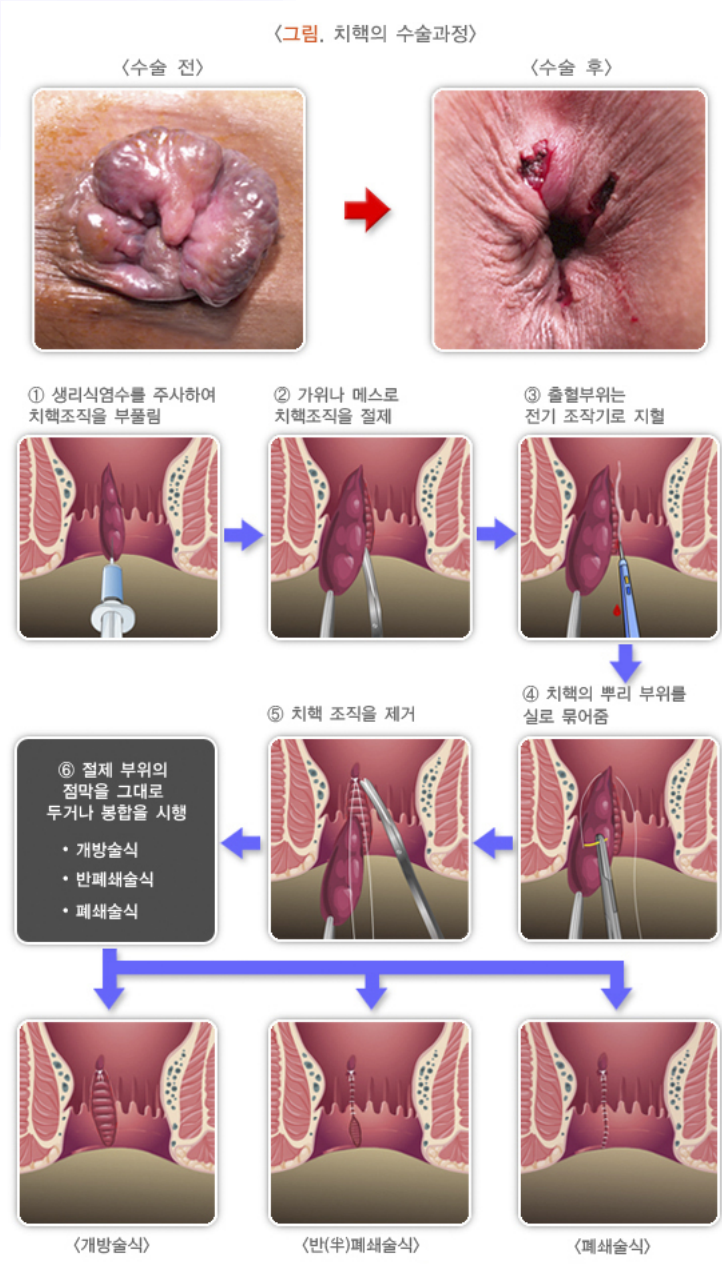 <그림. 치핵의 수술과정>
<수술 전>
<수술 후>
① 생리식염수를 주사하여
치핵조직을 부풀림
② 가위나 메스로
치핵조직을 절제
③ 출혈부위는
전기 조작기로 지혈
④ 치핵의 뿌리 부위를
실로 묶어줌
⑤ 치핵 조직을 제거
⑥ 절제 부위의
점막을 그대로
두거나 봉합을 시행
• 개방술식
• 반폐쇄술식
• 폐쇄술식
<개방술식>
<반(半)폐쇄술식>
<폐쇄술식>